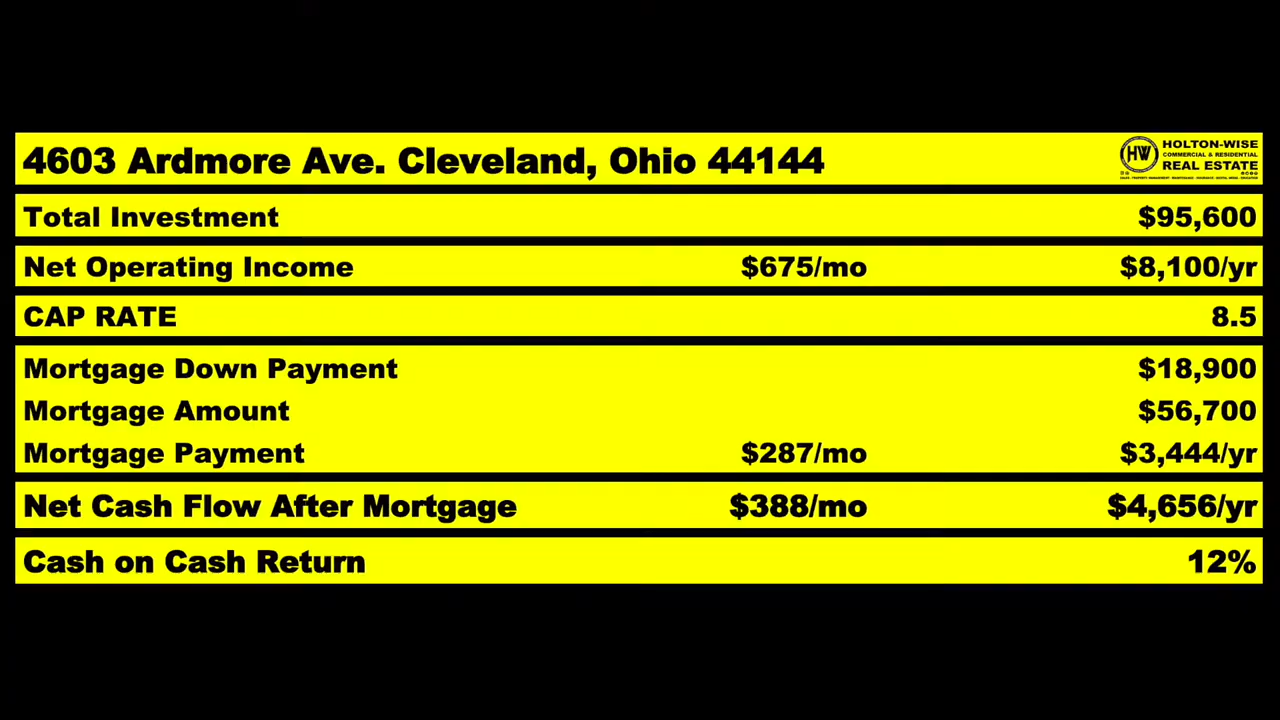 4603 Ardmore Ave. Cleveland, Ohio 44144
HW
HOLTON-WISE
COMMERCIAL & RESIDENTIAL
REAL ESTATE
Total Investment $95,600
Net Operating Income $675/mo $8,100/yr
CAP RATE 8.5
Mortgage Down Payment $18,900
Mortgage Amount $56,700
Mortgage Payment $287/mo $3,444/yr
Net Cash Flow After Mortgage $388/mo $4,656/yr
Cash on Cash Return 12%